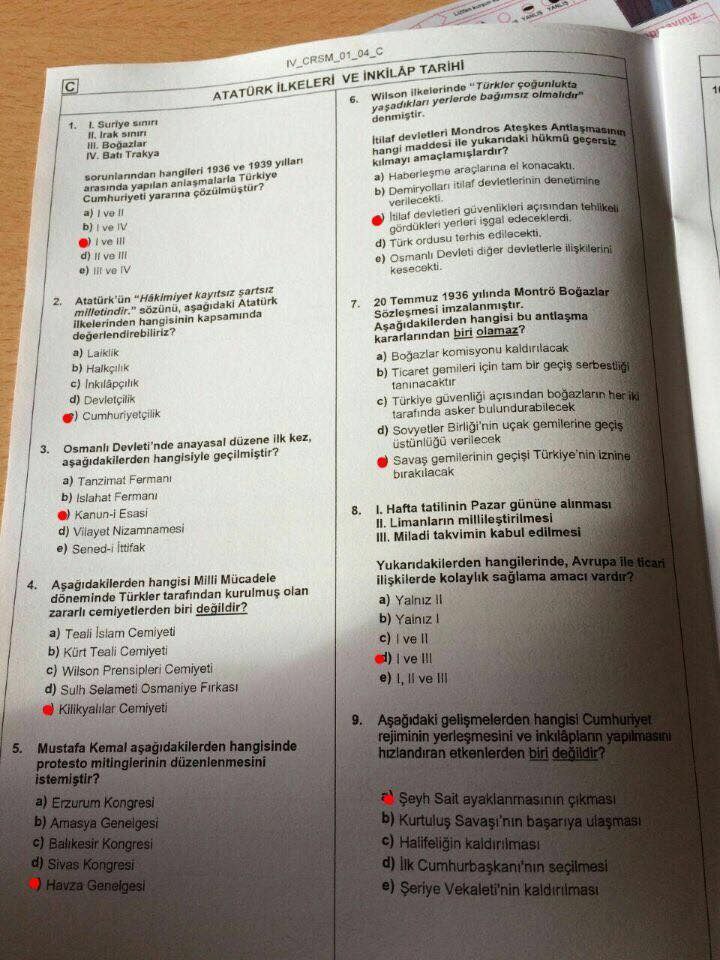 IV_CRSM_01_04_C
C
ATATÜRK İLKELERİ VE İNKİLÂP TARİHİ
1. I. Suriye sınırı
II. Irak sınırı
III. Boğazlar
IV. Batı Trakya
sorunlarından hangileri 1936 ve 1939 yılları
arasında yapılan anlaşmalarla Türkiye
Cumhuriyeti yararına çözülmüştür?
a) I ve II
b) I ve IV
) I ve III
d) II ve III
e) III ve IV
2. Atatürk'ün "Hâkimiyet kayıtsız şartsız
milletindir." sözünü, aşağıdaki Atatürk
ilkelerinden hangisinin kapsamında
değerlendirebiliriz?
a) Laiklik
b) Halkçılık
c) İnkılâpçılık
d) Devletçilik
) Cumhuriyetçilik
3. Osmanlı Devleti'nde anayasal düzene ilk kez,
aşağıdakilerden hangisiyle geçilmiştir?
a) Tanzimat Fermanı
b) Islahat Fermanı
) Kanun-i Esasi
d) Vilayet Nizamnamesi
e) Sened-i İttifak
4. Aşağıdakilerden hangisi Milli Mücadele
döneminde Türkler tarafından kurulmuş olan
zararlı cemiyetlerden biri değildir?
a) Teali İslam Cemiyeti
b) Kürt Teali Cemiyeti
c) Wilson Prensipleri Cemiyeti
d) Sulh Selameti Osmaniye Fırkası
) Kilikyalılar Cemiyeti
5. Mustafa Kemal aşağıdakilerden hangisinde
protesto mitinglerinin düzenlenmesini
istemiştir?
a) Erzurum Kongresi
b) Amasya Genelgesi
c) Balıkesir Kongresi
d) Sivas Kongresi
) Havza Genelgesi
6. Wilson ilkelerinde "Türkler çoğunlukta
yaşadıkları yerlerde bağımsız olmalıdır"
denmiştir.
İtilaf devletleri Mondros Ateşkes Antlaşmasının
hangi maddesi ile yukarıdaki hükmü geçersiz
kılmayı amaçlamışlardır?
a) Haberleşme araçlarına el konacaktı.
b) Demiryolları itilaf devletlerinin denetimine
verilecekti.
) İtilaf devletleri güvenlikleri açısından tehlikeli
gördükleri yerleri işgal edeceklerdi.
d) Türk ordusu terhis edilecekti.
e) Osmanlı Devleti diğer devletlerle ilişkilerini
kesecekti.
7. 20 Temmuz 1936 yılında Montrö Boğazlar
Sözleşmesi imzalanmıştır.
Aşağıdakilerden hangisi bu antlaşma
kararlarından biri olamaz?
a) Boğazlar komisyonu kaldırılacak
b) Ticaret gemileri için tam bir geçiş serbestliği
tanınacaktır
c) Türkiye güvenliği açısından boğazların her iki
tarafında asker bulundurabilecek
d) Sovyetler Birliği'nin uçak gemilerine geçiş
üstünlüğü verilecek
) Savaş gemilerinin geçişi Türkiye'nin iznine
bırakılacak
8. I. Hafta tatilinin Pazar gününe alınması
II. Limanların millileştirilmesi
III. Miladi takvimin kabul edilmesi
Yukarıdakilerden hangilerinde, Avrupa ile ticari
ilişkilerde kolaylık sağlama amacı vardır?
a) Yalnız II
b) Yalnız I
c) I ve II
d) I ve III
e) I, II ve III
9. Aşağıdaki gelişmelerden hangisi Cumhuriyet
rejiminin yerleşmesini ve inkılâpların yapılmasını
hızlandıran etkenlerden biri değildir?
a) Şeyh Sait ayaklanmasının çıkması
b) Kurtuluş Savaşı'nın başarıya ulaşması
c) Halifeliğin kaldırılması
d) İlk Cumhurbaşkanı'nın seçilmesi
e) Şeriye Vekaleti'nin kaldırılması